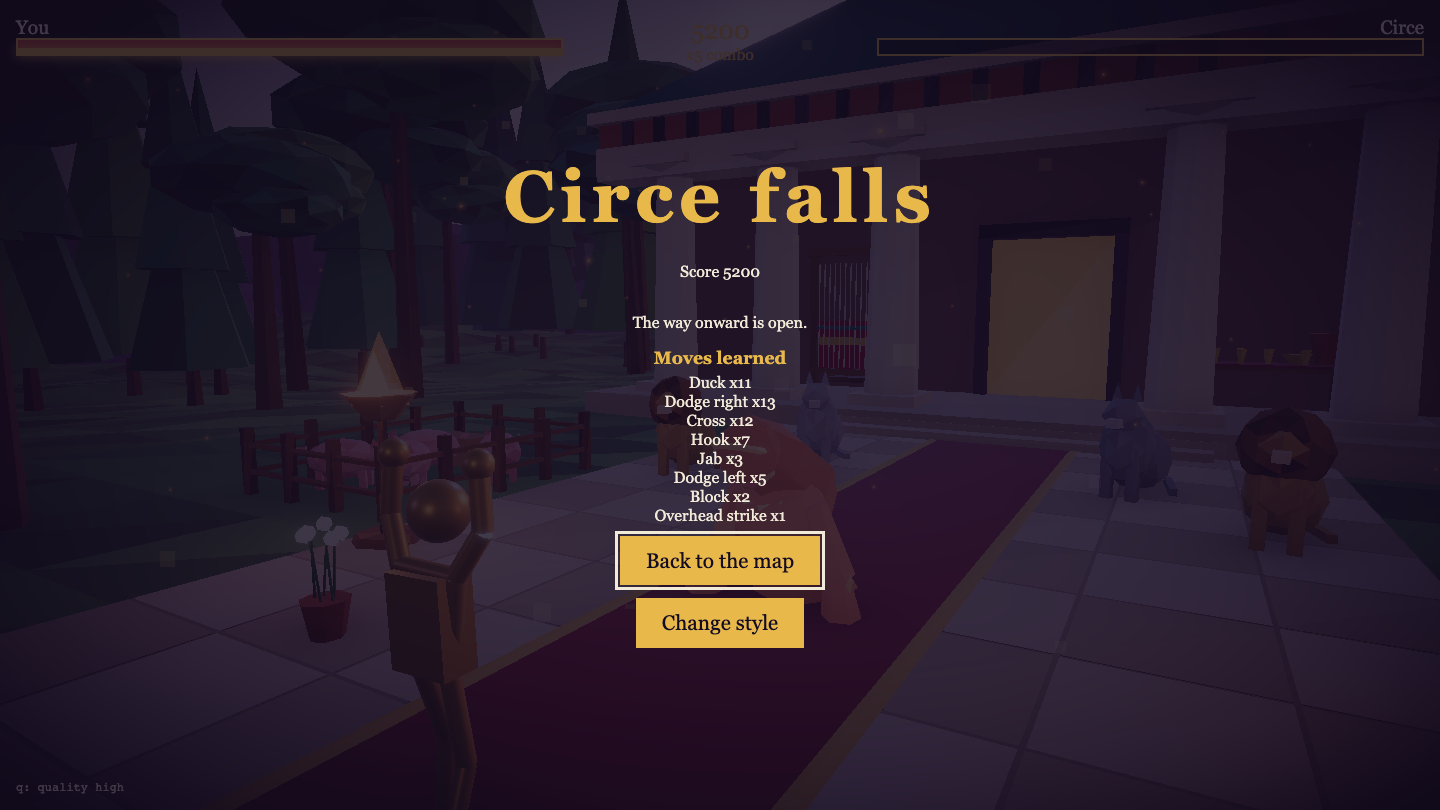 You
5200
Circe
Circe falls
Score 5200
The way onward is open.
Moves learned
Duck x11
Dodge right x13
Cross x12
Hook x7
Jab x3
Dodge left x5
Block x2
Overhead strike x1
Back to the map
Change style
q: quality high